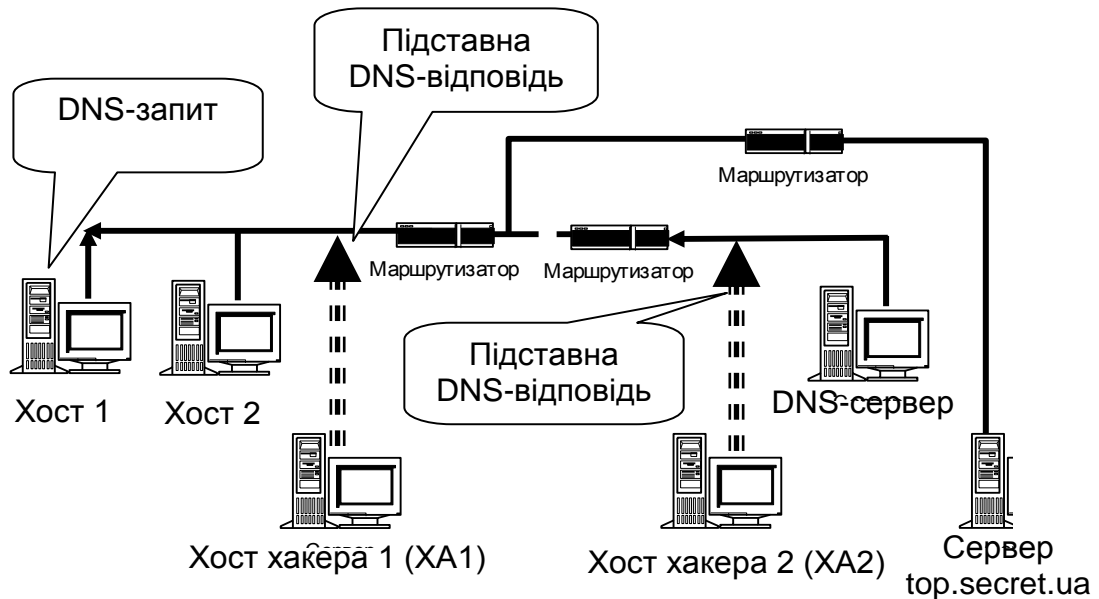 Підставна
DNS-відповідь
DNS-запит
Маршрутизатор
Маршрутизатор
Маршрутизатор
Підставна
DNS-відповідь
Хост 1
Хост 2
DNS-сервер
Хост хакера 1 (ХА1)
Хост хакера 2 (ХА2)
Сервер
top.secret.ua